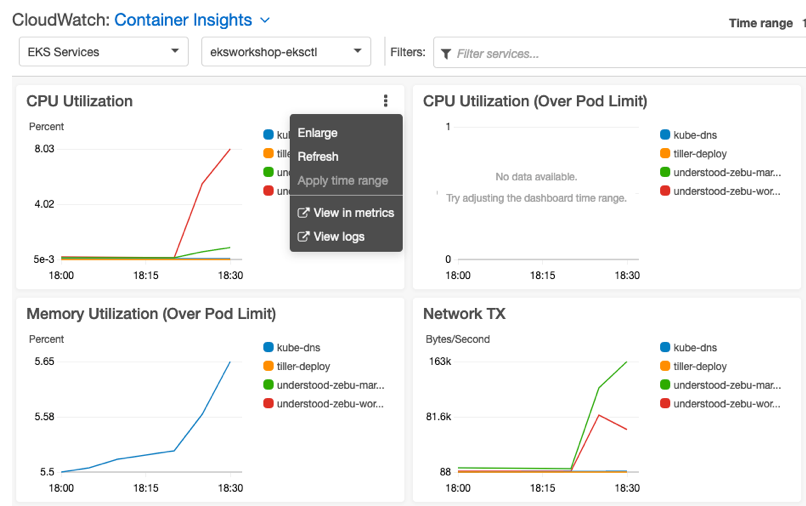 CloudWatch: Container Insights
Time range 1
EKS Services
eksworkshop-eksctl
Filters:
Filter services...
CPU Utilization
Percent
8.03
4.02
5e-3
18:00 18:15 18:30
Enlarge
Refresh
Apply time range
View in metrics
View logs
CPU Utilization (Over Pod Limit)
1
0
No data available.
Try adjusting the dashboard time range.
18:00 18:15 18:30
kube-dns
tiller-deploy
understood-zebu-mar...
understood-zebu-wor...
Memory Utilization (Over Pod Limit)
Percent
5.65
5.58
5.5
18:00 18:15 18:30
kube-dns
tiller-deploy
understood-zebu-mar...
understood-zebu-wor...
Network TX
Bytes/Second
163k
81.6k
88
18:00 18:15 18:30
kube-dns
tiller-deploy
understood-zebu-mar...
understood-zebu-wor...